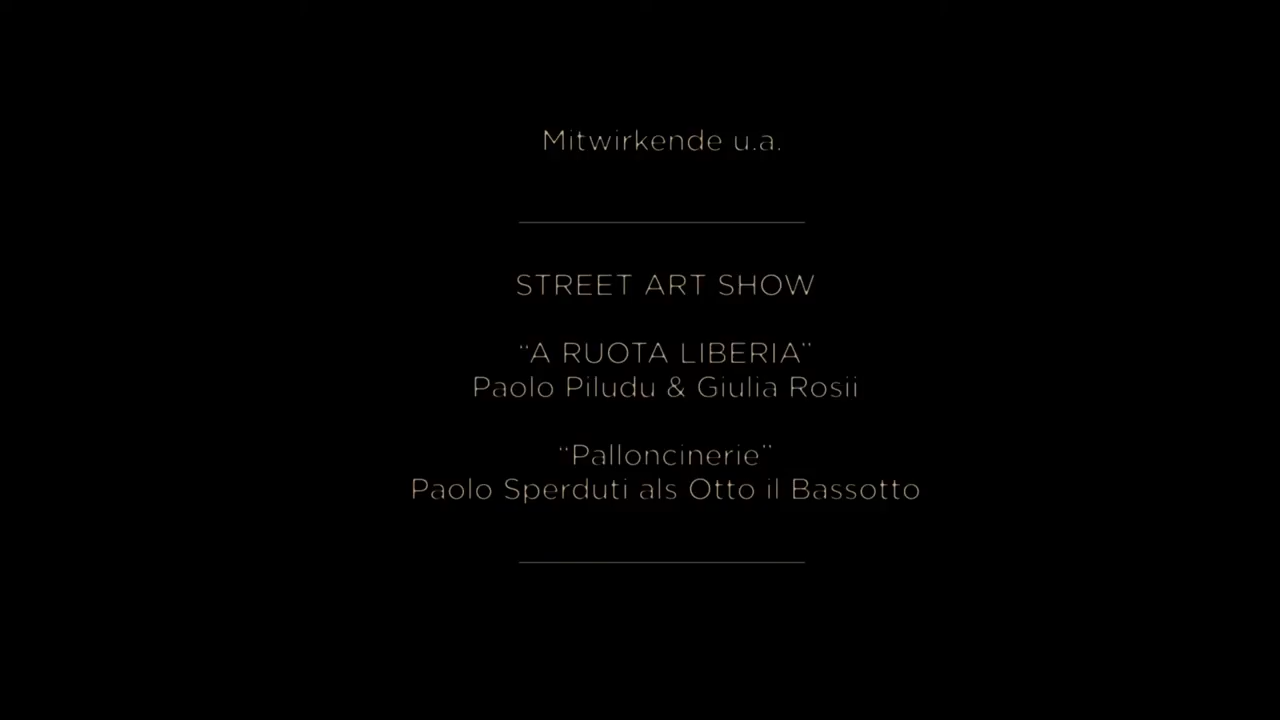 Mitwirkende u.a.
STREET ART SHOW
“A RUOTA LIBERIA”
Paolo Piludu & Giulia Rosii
“Palloncinerie”
Paolo Sperduti als Otto il Bassotto